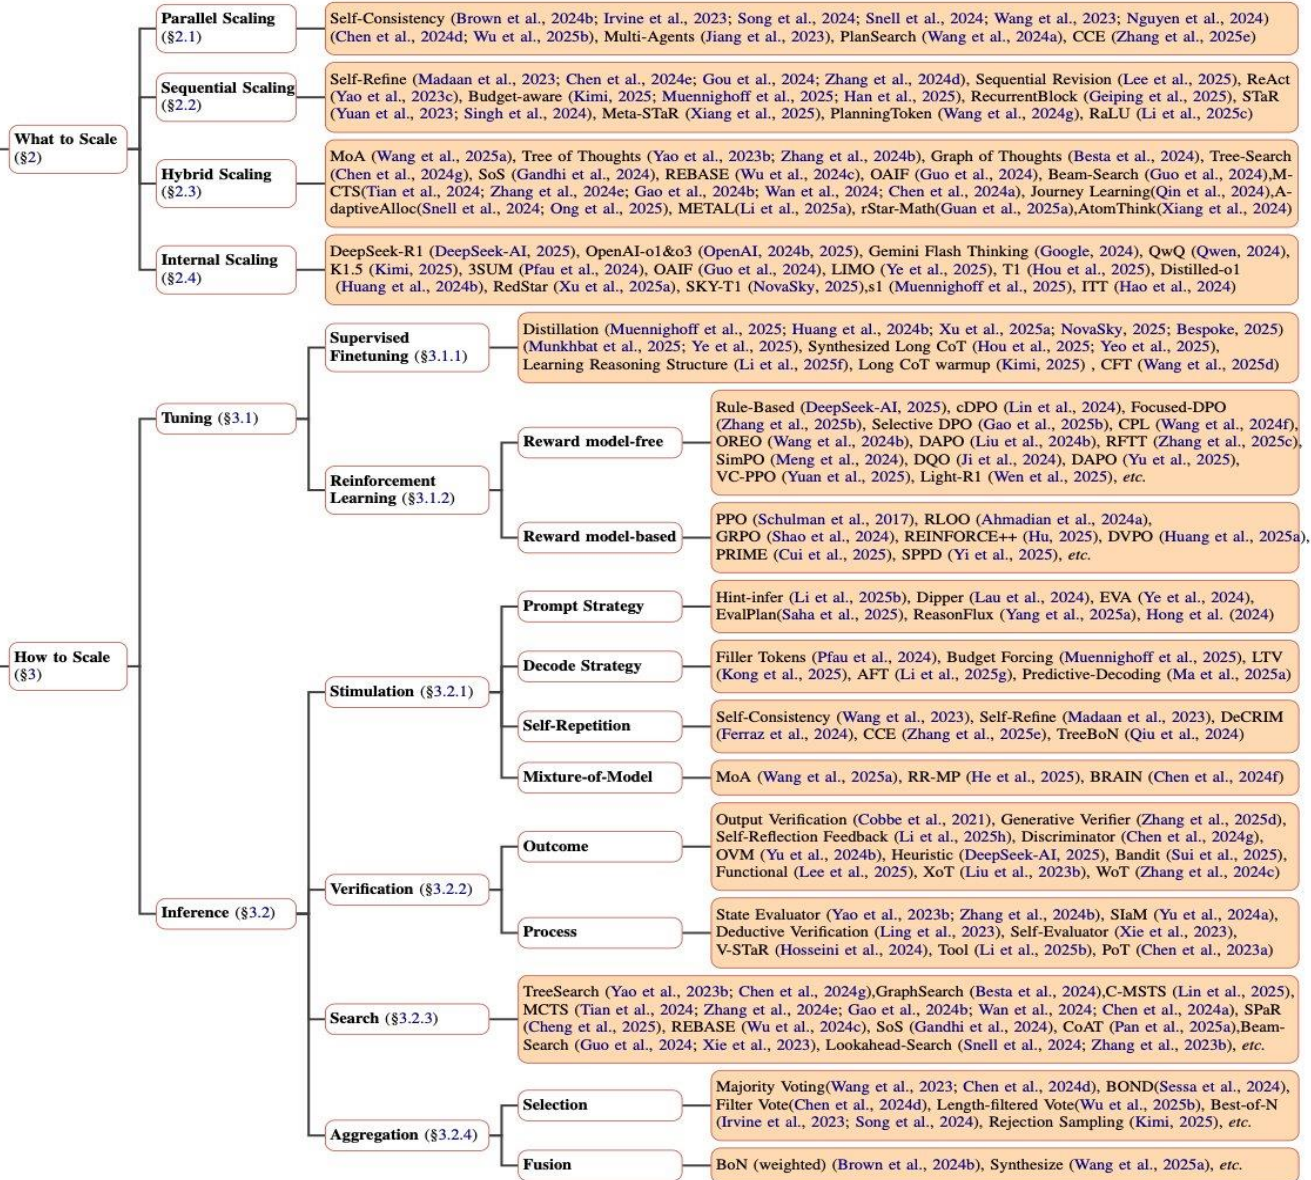 Parallel Scaling
(§2.1)
Self-Consistency (Brown et al., 2024b; Irvine et al., 2023; Song et al., 2024; Snell et al., 2024; Wang et al., 2023; Nguyen et al., 2024)
(Chen et al., 2024d; Wu et al., 2025b), Multi-Agents (Jiang et al., 2023), PlanSearch (Wang et al., 2024a), CCE (Zhang et al., 2025e)
Sequential Scaling
(§2.2)
Self-Refine (Madaan et al., 2023; Chen et al., 2024e; Gou et al., 2024; Zhang et al., 2024d), Sequential Revision (Lee et al., 2025), ReAct
(Yao et al., 2023c), Budget-aware (Kimi, 2025; Muennighoff et al., 2025; Han et al., 2025), RecurrentBlock (Geiping et al., 2025), STaR
(Yuan et al., 2023; Singh et al., 2024), Meta-STaR (Xiang et al., 2025), PlanningToken (Wang et al., 2024g), RaLU (Li et al., 2025c)
What to Scale
(§2)
Hybrid Scaling
(§2.3)
MoA (Wang et al., 2025a), Tree of Thoughts (Yao et al., 2023b; Zhang et al., 2024b), Graph of Thoughts (Besta et al., 2024), Tree-Search
(Chen et al., 2024g), SoS (Gandhi et al., 2024), REBASE (Wu et al., 2024c), OAIF (Guo et al., 2024), Beam-Search (Guo et al., 2024),M-
CTS(Tian et al., 2024; Zhang et al., 2024e; Gao et al., 2024b; Wan et al., 2024; Chen et al., 2024a), Journey Learning(Qin et al., 2024),A-
daptiveAlloc(Snell et al., 2024; Ong et al., 2025), METAL(Li et al., 2025a), rStar-Math(Guan et al., 2025a),AtomThink(Xiang et al., 2024)
Internal Scaling
(§2.4)
DeepSeek-R1 (DeepSeek-AI, 2025), OpenAI-o1&o3 (OpenAI, 2024b, 2025), Gemini Flash Thinking (Google, 2024), QwQ (Qwen, 2024),
K1.5 (Kimi, 2025), 3SUM (Pfau et al., 2024), OAIF (Guo et al., 2024), LIMO (Ye et al., 2025), T1 (Hou et al., 2025), Distilled-o1
(Huang et al., 2024b), RedStar (Xu et al., 2025a), SKY-T1 (NovaSky, 2025),s1 (Muennighoff et al., 2025), ITT (Hao et al., 2024)
Supervised
Finetuning (§3.1.1)
Distillation (Muennighoff et al., 2025; Huang et al., 2024b; Xu et al., 2025a; NovaSky, 2025; Bespoke, 2025)
(Munkhbat et al., 2025; Ye et al., 2025), Synthesized Long CoT (Hou et al., 2025; Yeo et al., 2025),
Learning Reasoning Structure (Li et al., 2025f), Long CoT warmup (Kimi, 2025) , CFT (Wang et al., 2025d)
Tuning (§3.1)
Reward model-free
Rule-Based (DeepSeek-AI, 2025), cDPO (Lin et al., 2024), Focused-DPO
(Zhang et al., 2025b), Selective DPO (Gao et al., 2025b), CPL (Wang et al., 2024f),
OREO (Wang et al., 2024b), DAPO (Liu et al., 2024b), RFTT (Zhang et al., 2025c),
SimPO (Meng et al., 2024), DQO (Ji et al., 2024), DAPO (Yu et al., 2025),
VC-PPO (Yuan et al., 2025), Light-R1 (Wen et al., 2025), etc.
Reinforcement
Learning (§3.1.2)
Reward model-based
PPO (Schulman et al., 2017), RLOO (Ahmadian et al., 2024a),
GRPO (Shao et al., 2024), REINFORCE++ (Hu, 2025), DVPO (Huang et al., 2025a),
PRIME (Cui et al., 2025), SPPD (Yi et al., 2025), etc.
Prompt Strategy
Hint-infer (Li et al., 2025b), Dipper (Lau et al., 2024), EVA (Ye et al., 2024),
EvalPlan(Saha et al., 2025), ReasonFlux (Yang et al., 2025a), Hong et al. (2024)
How to Scale
(§3)
Decode Strategy
Filler Tokens (Pfau et al., 2024), Budget Forcing (Muennighoff et al., 2025), LTV
(Kong et al., 2025), AFT (Li et al., 2025g), Predictive-Decoding (Ma et al., 2025a)
Stimulation (§3.2.1)
Self-Repetition
Self-Consistency (Wang et al., 2023), Self-Refine (Madaan et al., 2023), DeCRIM
(Ferraz et al., 2024), CCE (Zhang et al., 2025e), TreeBoN (Qiu et al., 2024)
Mixture-of-Model
MoA (Wang et al., 2025a), RR-MP (He et al., 2025), BRAIN (Chen et al., 2024f)
Outcome
Output Verification (Cobbe et al., 2021), Generative Verifier (Zhang et al., 2025d),
Self-Reflection Feedback (Li et al., 2025h), Discriminator (Chen et al., 2024g),
OVM (Yu et al., 2024b), Heuristic (DeepSeek-AI, 2025), Bandit (Sui et al., 2025),
Functional (Lee et al., 2025), XoT (Liu et al., 2023b), WoT (Zhang et al., 2024c)
Verification (§3.2.2)
Inference (§3.2)
Process
State Evaluator (Yao et al., 2023b; Zhang et al., 2024b), SIaM (Yu et al., 2024a),
Deductive Verification (Ling et al., 2023), Self-Evaluator (Xie et al., 2023),
V-STaR (Hosseini et al., 2024), Tool (Li et al., 2025b), PoT (Chen et al., 2023a)
Search (§3.2.3)
TreeSearch (Yao et al., 2023b; Chen et al., 2024g),GraphSearch (Besta et al., 2024),C-MSTS (Lin et al., 2025),
MCTS (Tian et al., 2024; Zhang et al., 2024e; Gao et al., 2024b; Wan et al., 2024; Chen et al., 2024a), SPaR
(Cheng et al., 2025), REBASE (Wu et al., 2024c), SoS (Gandhi et al., 2024), CoAT (Pan et al., 2025a),Beam-
Search (Guo et al., 2024; Xie et al., 2023), Lookahead-Search (Snell et al., 2024; Zhang et al., 2023b), etc.
Selection
Majority Voting(Wang et al., 2023; Chen et al., 2024d), BOND(Sessa et al., 2024),
Filter Vote(Chen et al., 2024d), Length-filtered Vote(Wu et al., 2025b), Best-of-N
(Irvine et al., 2023; Song et al., 2024), Rejection Sampling (Kimi, 2025), etc.
Aggregation (§3.2.4)
Fusion
BoN (weighted) (Brown et al., 2024b), Synthesize (Wang et al., 2025a), etc.